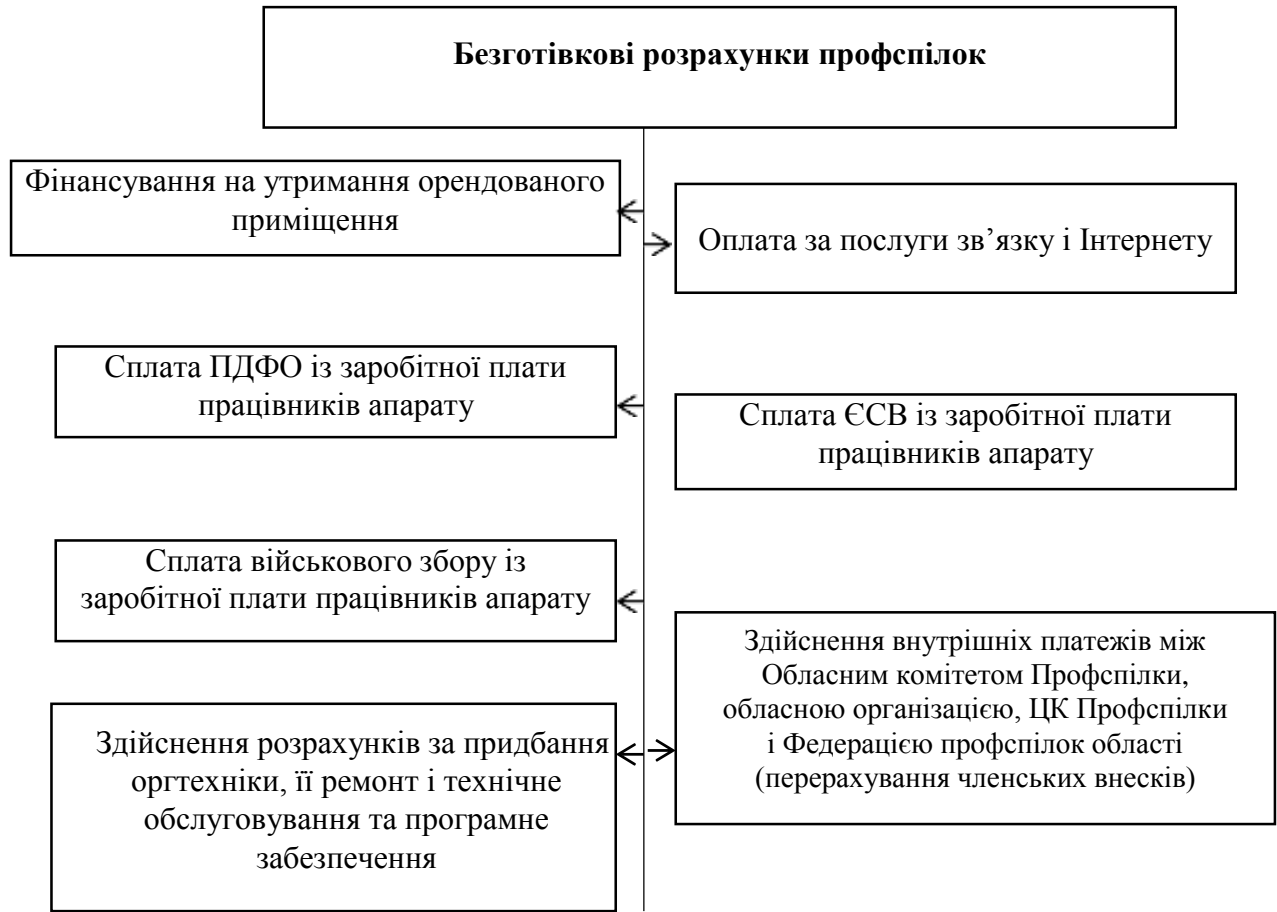 Безготівкові розрахунки профспілок
Фінансування на утримання орендованого
приміщення
Оплата за послуги зв’язку і Інтернету
Сплата ПДФО із заробітної плати
працівників апарату
Сплата ЄСВ із заробітної плати
працівників апарату
Сплата військового збору із
заробітної плати працівників апарату
Здійснення внутрішніх платежів між
Обласним комітетом Профспілки,
обласною організацією, ЦК Профспілки
і Федерацією профспілок області
(перерахування членських внесків)
Здійснення розрахунків за придбання
оргтехніки, її ремонт і технічне
обслуговування та програмне
забезпечення